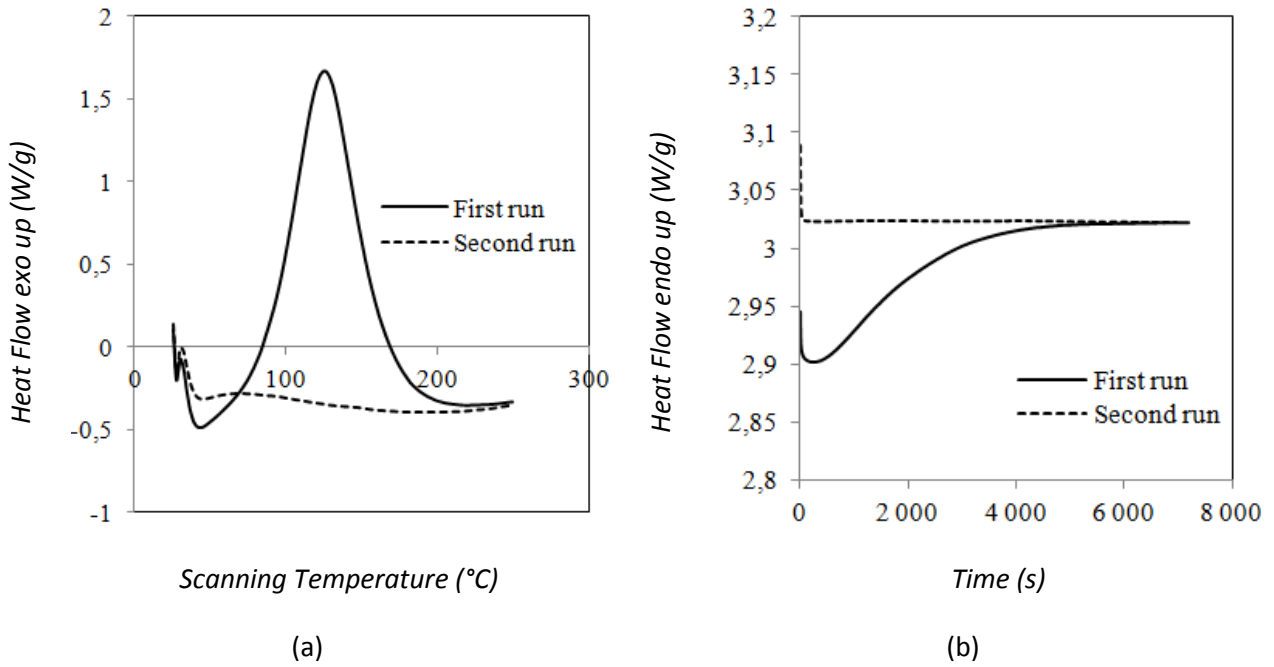 Heat Flow exo up (W/g)
2
1,5
1
0,5
0
-0,5
-1
0
100
200
300
First run
Second run
Scanning Temperature (°C)
(a)
Heat Flow endo up (W/g)
3,2
3,15
3,1
3,05
3
2,95
2,9
2,85
2,8
0
2 000
4 000
6 000
8 000
First run
Second run
Time (s)
(b)